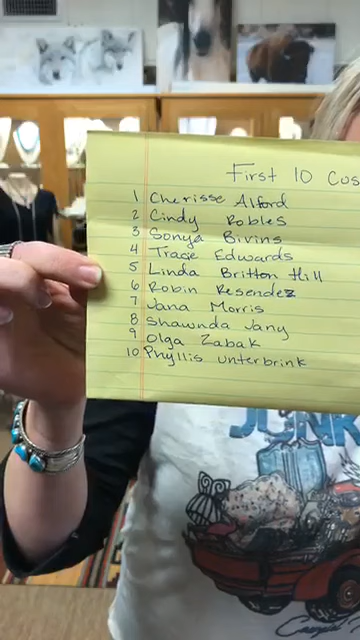 First 10 Cos
1 Cherisse Alford
2 Cindy Robles
3 Sonya Bivins
4 Tracie Edwards
5 Linda Britton Hill
6 Robin Resendez
7 Jana Morris
8 Shawnda Jany
9 Olga Zabak
10 Phyllis unterbrink
JUNK